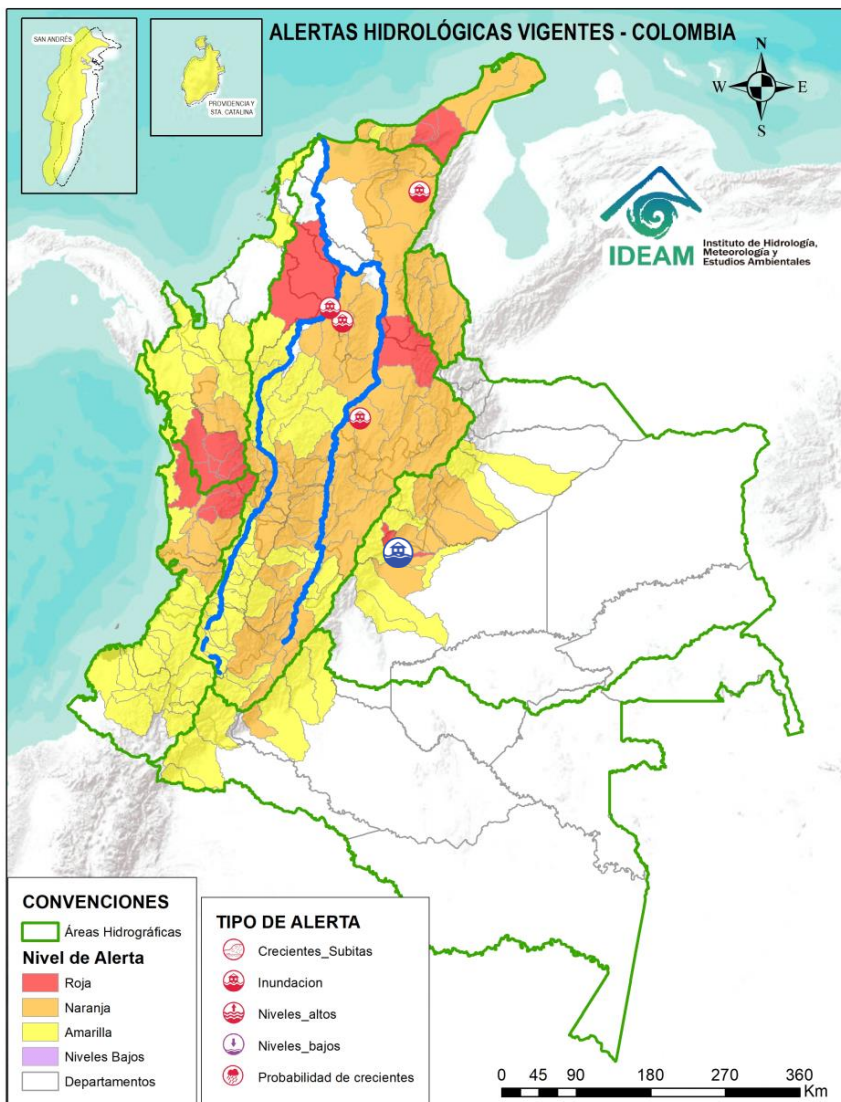 ALERTAS HIDROLÓGICAS VIGENTES - COLOMBIA
SAN ANDRÉS
PROVIDENCIA Y
STA. CATALINA
N
W
E
S
IDEAM
Instituto de Hidrología,
Meteorología y
Estudios Ambientales
CONVENCIONES
Áreas Hidrográficas
Nivel de Alerta
Roja
Naranja
Amarilla
Niveles Bajos
Departamentos
TIPO DE ALERTA
Crecientes_Subitas
Inundacion
Niveles_altos
Niveles_bajos
Probabilidad de crecientes
0 45 90 180 270 360
Km